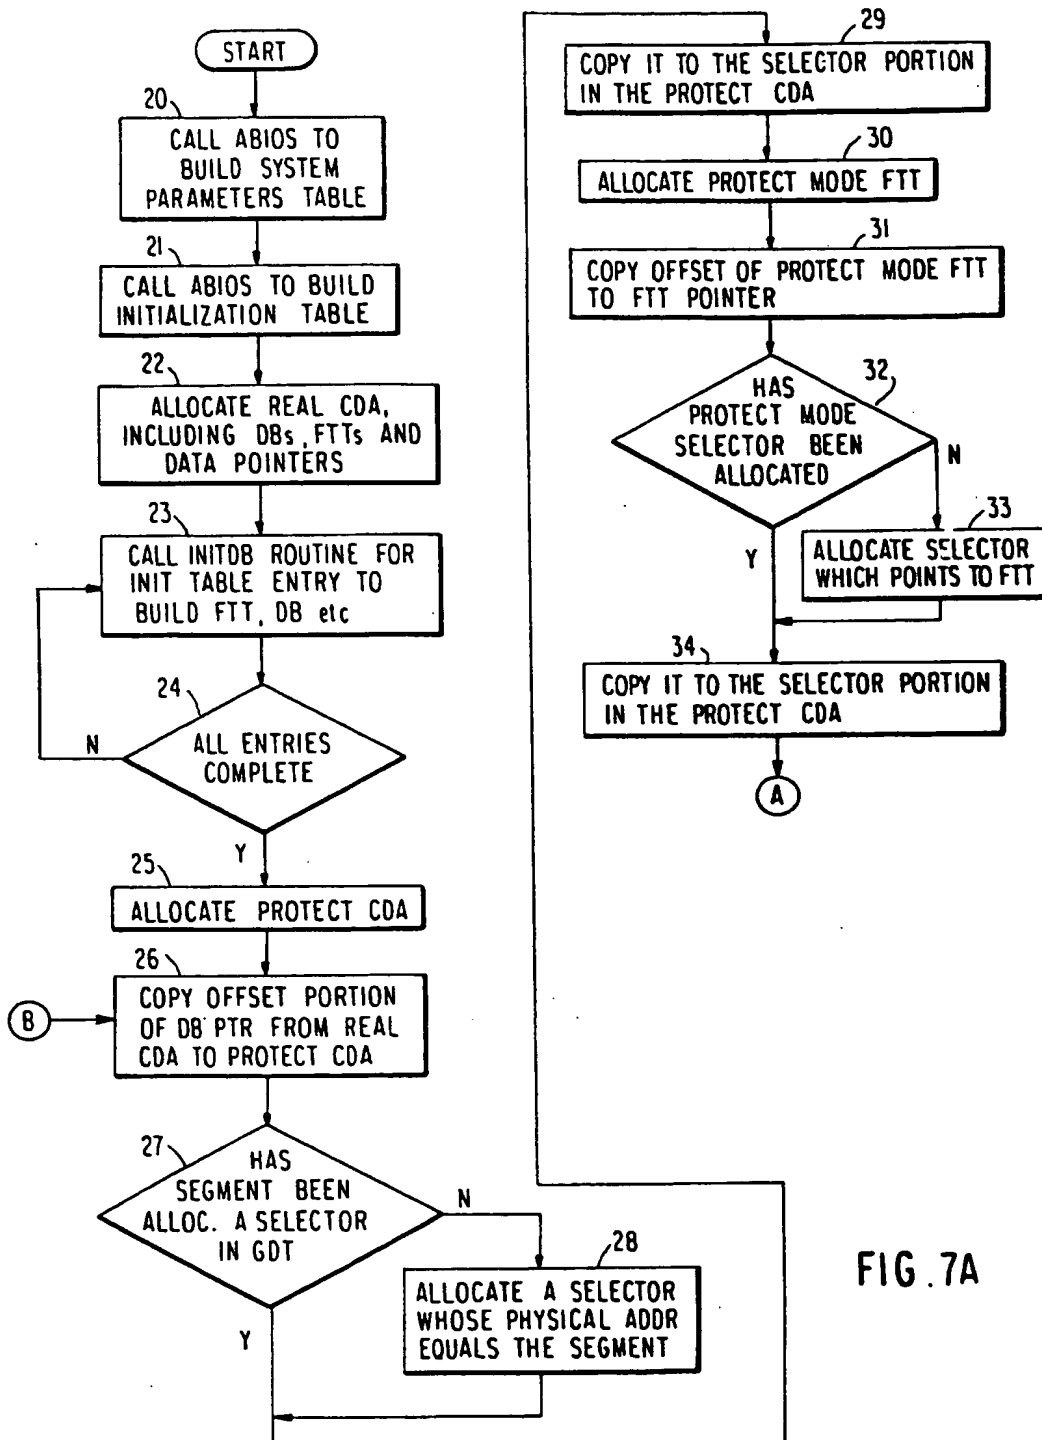 START
20
CALL ABIOS TO
BUILD SYSTEM
PARAMETERS TABLE
21
CALL ABIOS TO BUILD
INITIALIZATION TABLE
22
ALLOCATE REAL CDA,
INCLUDING DBs, FTTs AND
DATA POINTERS
23
CALL INITDB ROUTINE FOR
INIT TABLE ENTRY TO
BUILD FTT, DB etc
24
ALL ENTRIES
COMPLETE
N
Y
25
ALLOCATE PROTECT CDA
26
B
COPY OFFSET PORTION
OF DB PTR FROM REAL
CDA TO PROTECT CDA
27
HAS
SEGMENT BEEN
ALLOC. A SELECTOR
IN GDT
N
Y
28
ALLOCATE A SELECTOR
WHOSE PHYSICAL ADDR
EQUALS THE SEGMENT
29
COPY IT TO THE SELECTOR PORTION
IN THE PROTECT CDA
30
ALLOCATE PROTECT MODE FTT
31
COPY OFFSET OF PROTECT MODE FTT
TO FTT POINTER
32
HAS
PROTECT MODE
SELECTOR BEEN
ALLOCATED
N
Y
33
ALLOCATE SELECTOR
WHICH POINTS TO FTT
34
COPY IT TO THE SELECTOR PORTION
IN THE PROTECT CDA
A
FIG. 7A